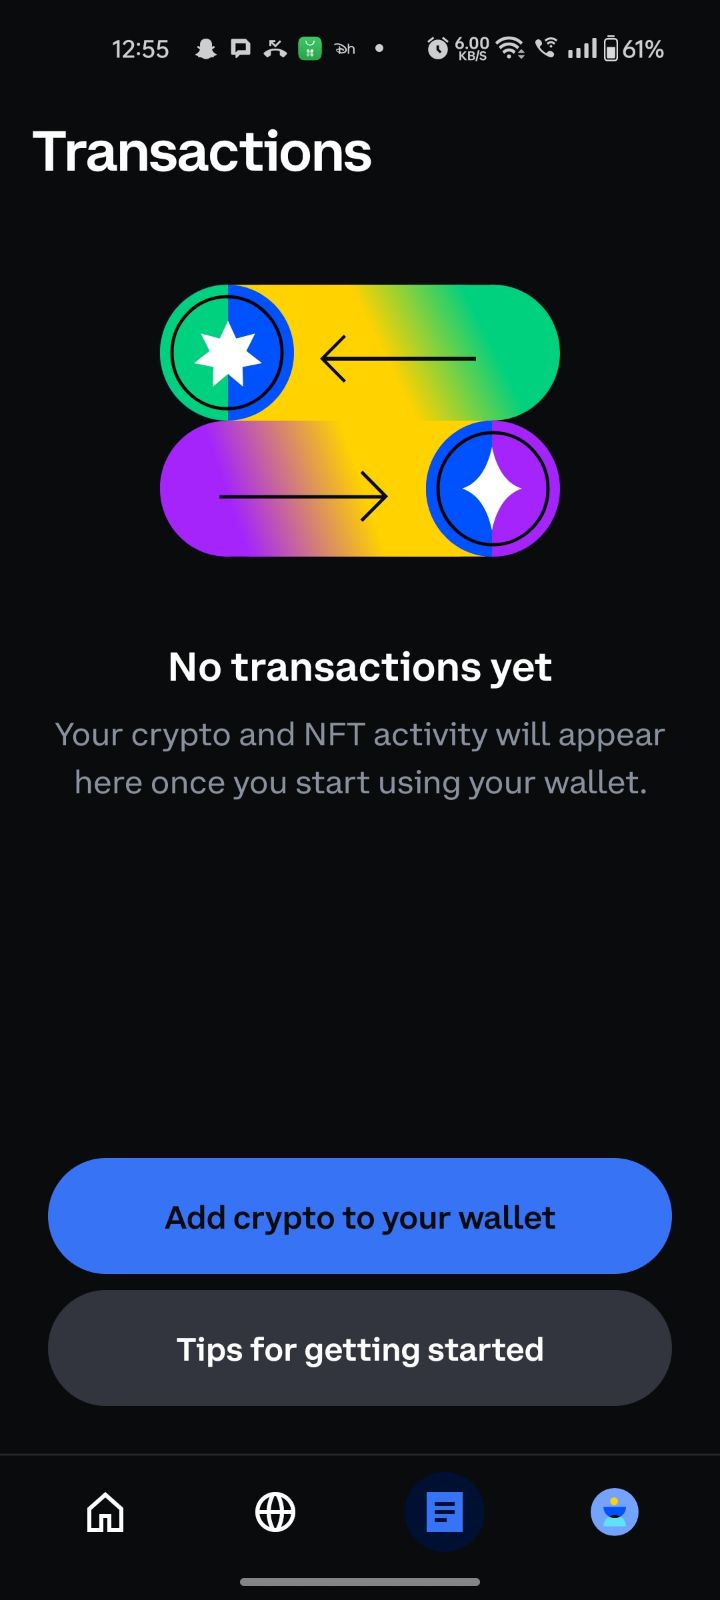 12:55
6.00
KB/S
61%
Transactions
No transactions yet
Your crypto and NFT activity will appear
here once you start using your wallet.
Add crypto to your wallet
Tips for getting started